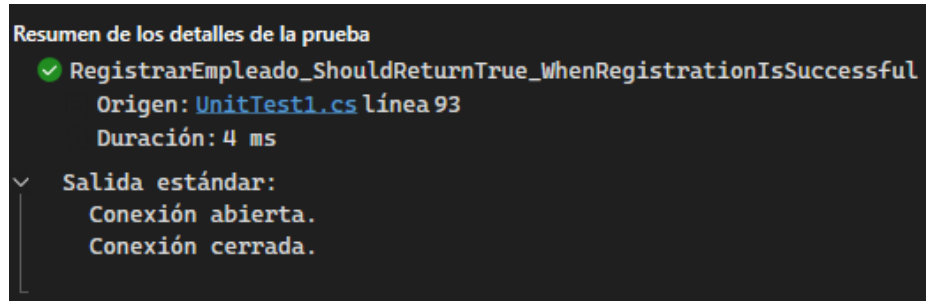 Resumen de los detalles de la prueba
RegistrarEmpleado_ShouldReturnTrue_WhenRegistrationIsSuccessful
Origen: UnitTest1.cs línea 93
Duración: 4 ms
Salida estándar:
Conexión abierta.
Conexión cerrada.